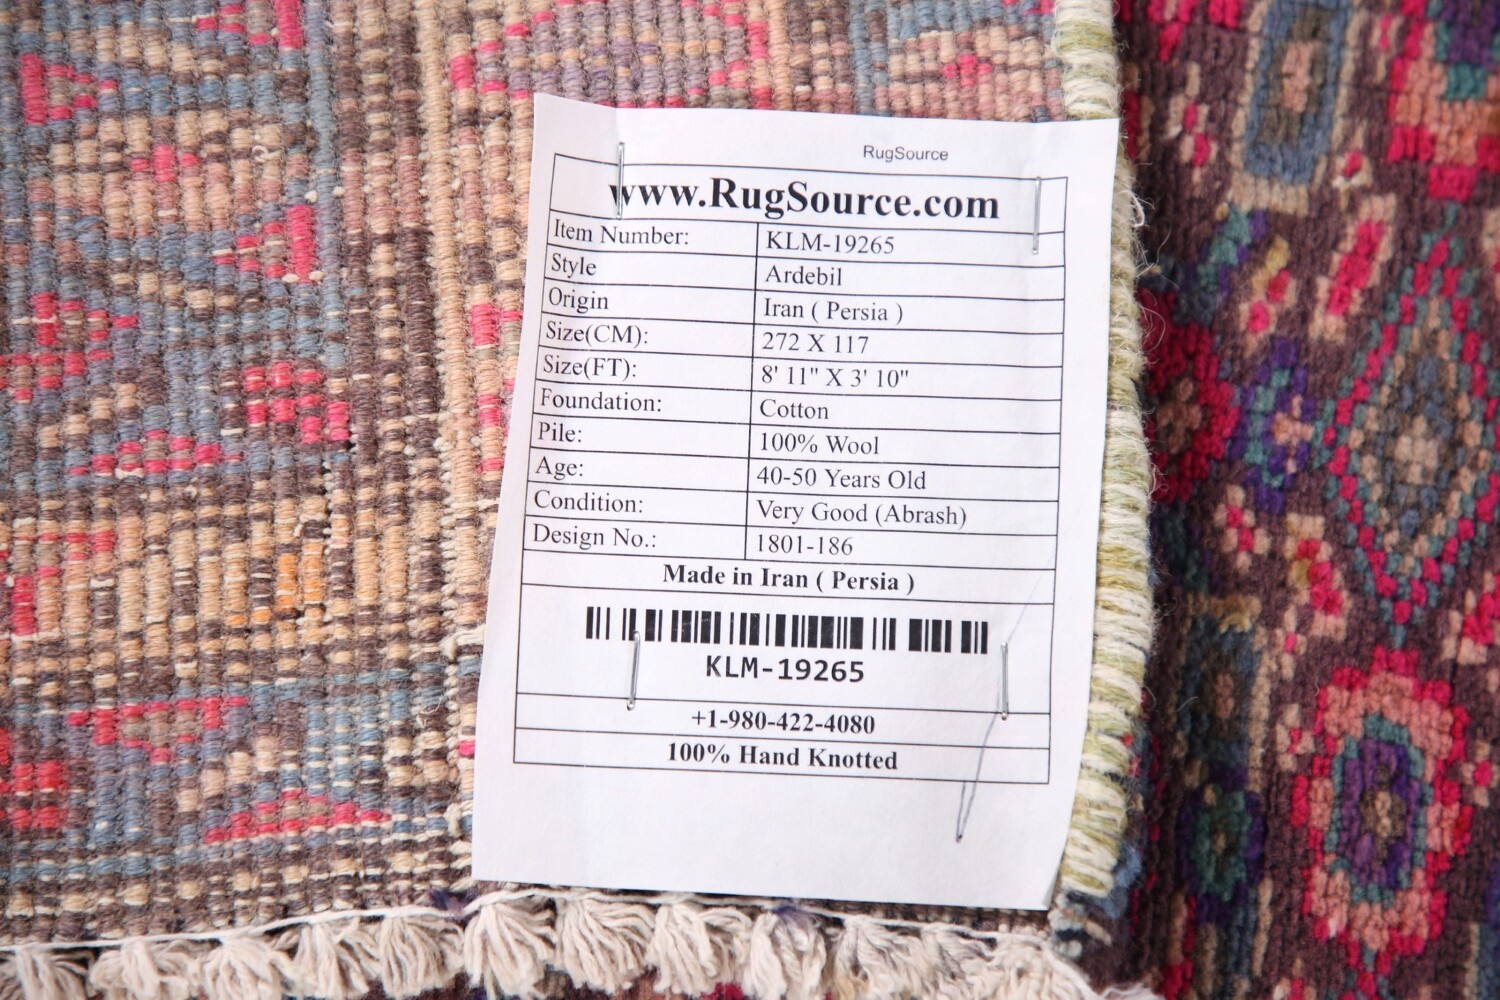 RugSource
www.RugSource.com
Item Number: KLM-19265
Style Ardebil
Origin Iran ( Persia )
Size(CM): 272 X 117
Size(FT): 8' 11" X 3' 10"
Foundation: Cotton
Pile: 100% Wool
Age: 40-50 Years Old
Condition: Very Good (Abrash)
Design No.: 1801-186
Made in Iran ( Persia )
KLM-19265
+1-980-422-4080
100% Hand Knotted